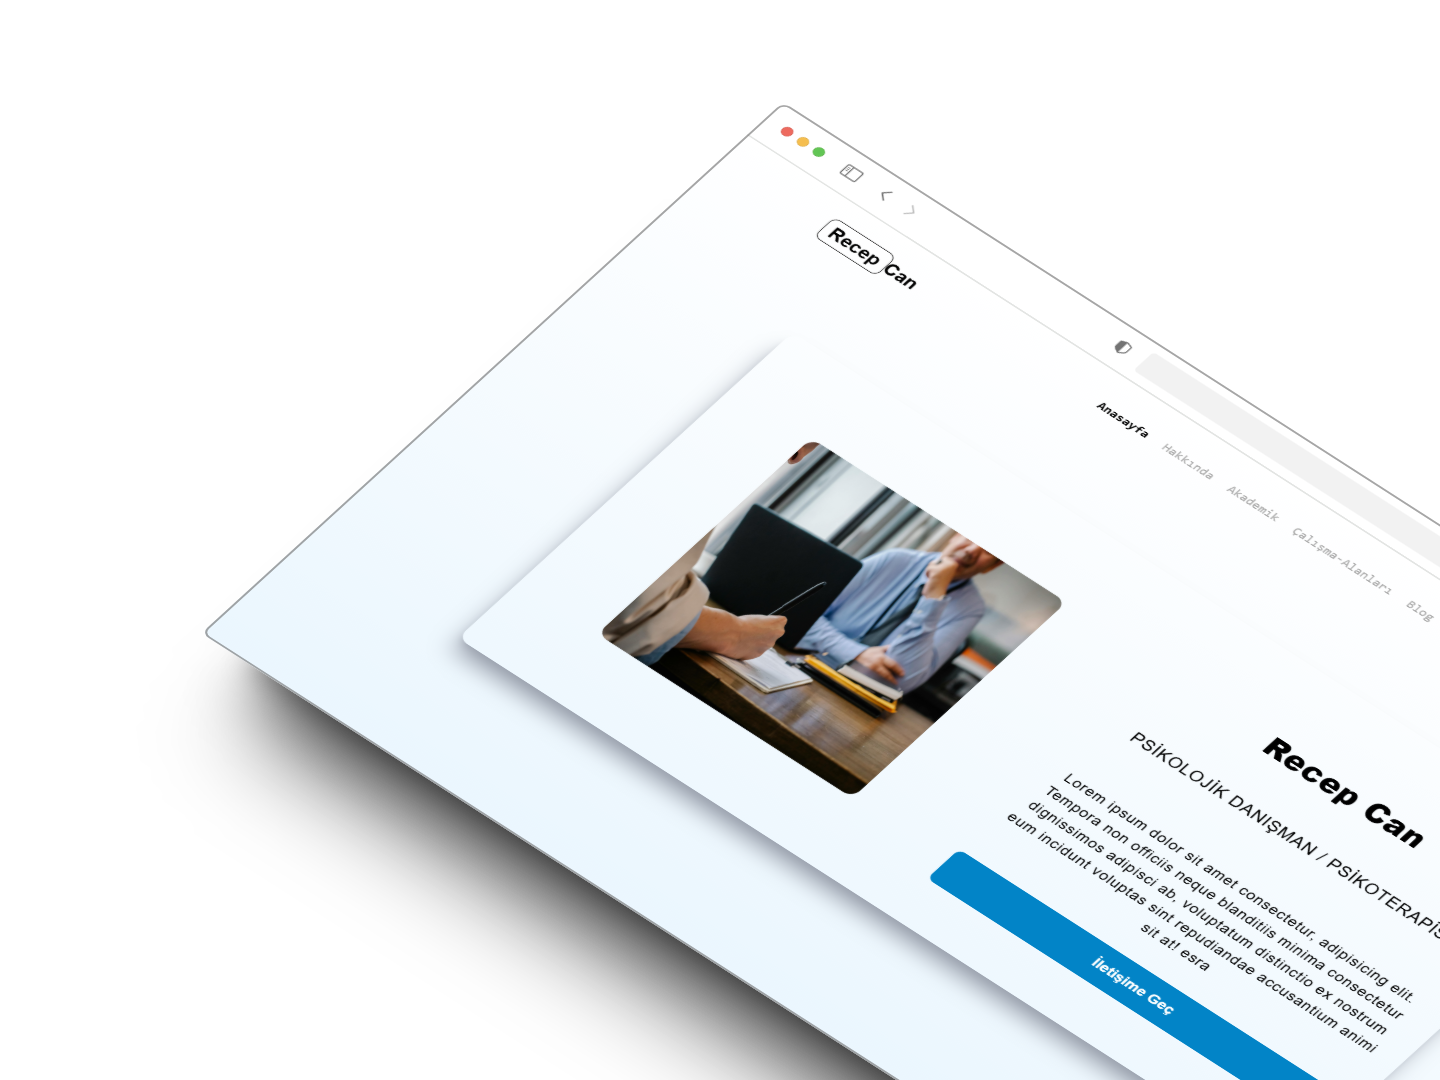 Recep Can
Anasayfa Hakkında Akademik Çalışma-Alanları Blog
Recep Can
PSİKOLOJİK DANIŞMAN / PSİKOTERAPİS
Lorem ipsum dolor sit amet consectetur, adipisicing elit.
Tempora non officiis neque blanditiis minima consectetur
dignissimos adipisci ab, voluptatum distinctio ex nostrum
eum incidunt voluptas sint repudiandae accusantium animi
sit at! esra
İletişime Geç